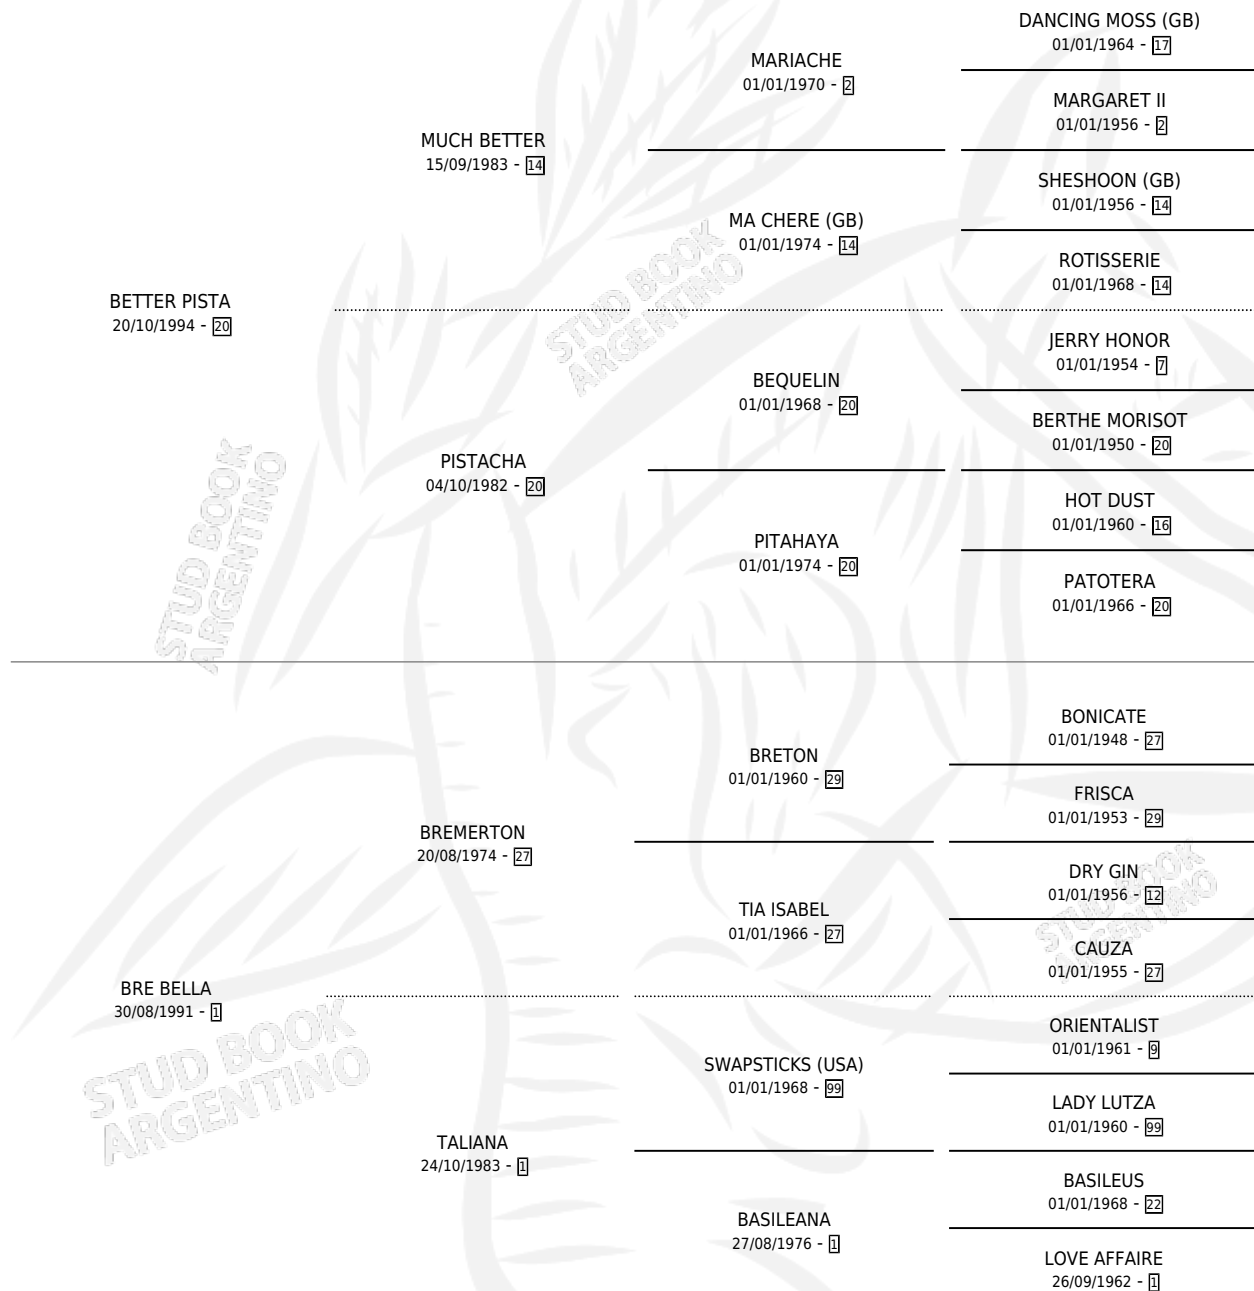 DANCING MOSS (GB)
01/01/1964 - 17
MARIACHE
01/01/1970 - 2
MARGARET II
01/01/1956 - 2
MUCH BETTER
15/09/1983 - 14
SHESHOON (GB)
01/01/1956 - 14
MA CHERE (GB)
01/01/1974 - 14
ROTISSERIE
01/01/1968 - 14
BETTER PISTA
20/10/1994 - 20
JERRY HONOR
01/01/1954 - 7
BEQUELIN
01/01/1968 - 20
BERTHE MORISOT
01/01/1950 - 20
PISTACHA
04/10/1982 - 20
HOT DUST
01/01/1960 - 16
PITAHAYA
01/01/1974 - 20
PATOTERA
01/01/1966 - 20
STUD BOOK
ARGENTINO
STUD BOOK
ARGENTINO
BONICATE
01/01/1948 - 27
BRETON
01/01/1960 - 29
FRISCA
01/01/1953 - 29
BREMERTON
20/08/1974 - 27
DRY GIN
01/01/1956 - 12
TIA ISABEL
01/01/1966 - 27
CAUZA
01/01/1955 - 27
STUD BOOK
ARGENTINO
BRE BELLA
30/08/1991 - 1
ORIENTALIST
01/01/1961 - 9
SWAPSTICKS (USA)
01/01/1968 - 99
LADY LUTZA
01/01/1960 - 99
STUD BOOK
ARGENTINO
TALIANA
24/10/1983 - 1
BASILEUS
01/01/1968 - 22
BASILEANA
27/08/1976 - 1
LOVE AFFAIRE
26/09/1962 - 1